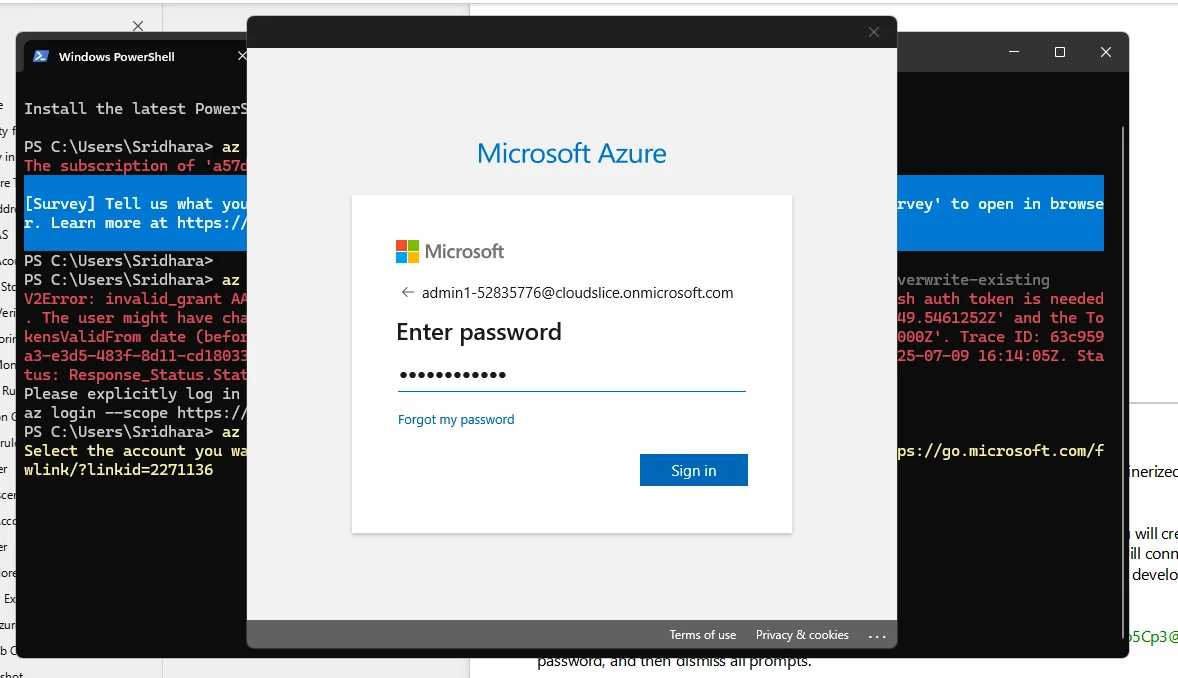 Windows PowerShell
Install the latest PowerS
PS C:\Users\Sridhara> az
The subscription of 'a57d
[Survey] Tell us what you rvey' to open in browse
r. Learn more at https://
PS C:\Users\Sridhara>
PS C:\Users\Sridhara> az verwrite-existing
V2Error: invalid_grant AA sh auth token is needed
. The user might have cha 49.5461252Z' and the To
kensValidFrom date (befor 000Z'. Trace ID: 63c959
a3-e3d5-483f-8d11-cd18033 25-07-09 16:14:05Z. Sta
tus: Response_Status.Stat
Please explicitly log in
az login --scope https://
PS C:\Users\Sridhara> az
Select the account you wa ps://go.microsoft.com/f
wlink/?linkid=2271136
Microsoft Azure
Microsoft
admin1-52835776@cloudslice.onmicrosoft.com
Enter password
Forgot my password
Sign in
Terms of use Privacy & cookies
inerized
will cre
ill conn
develo
5Cp3@
password, and then dismiss all prompts.